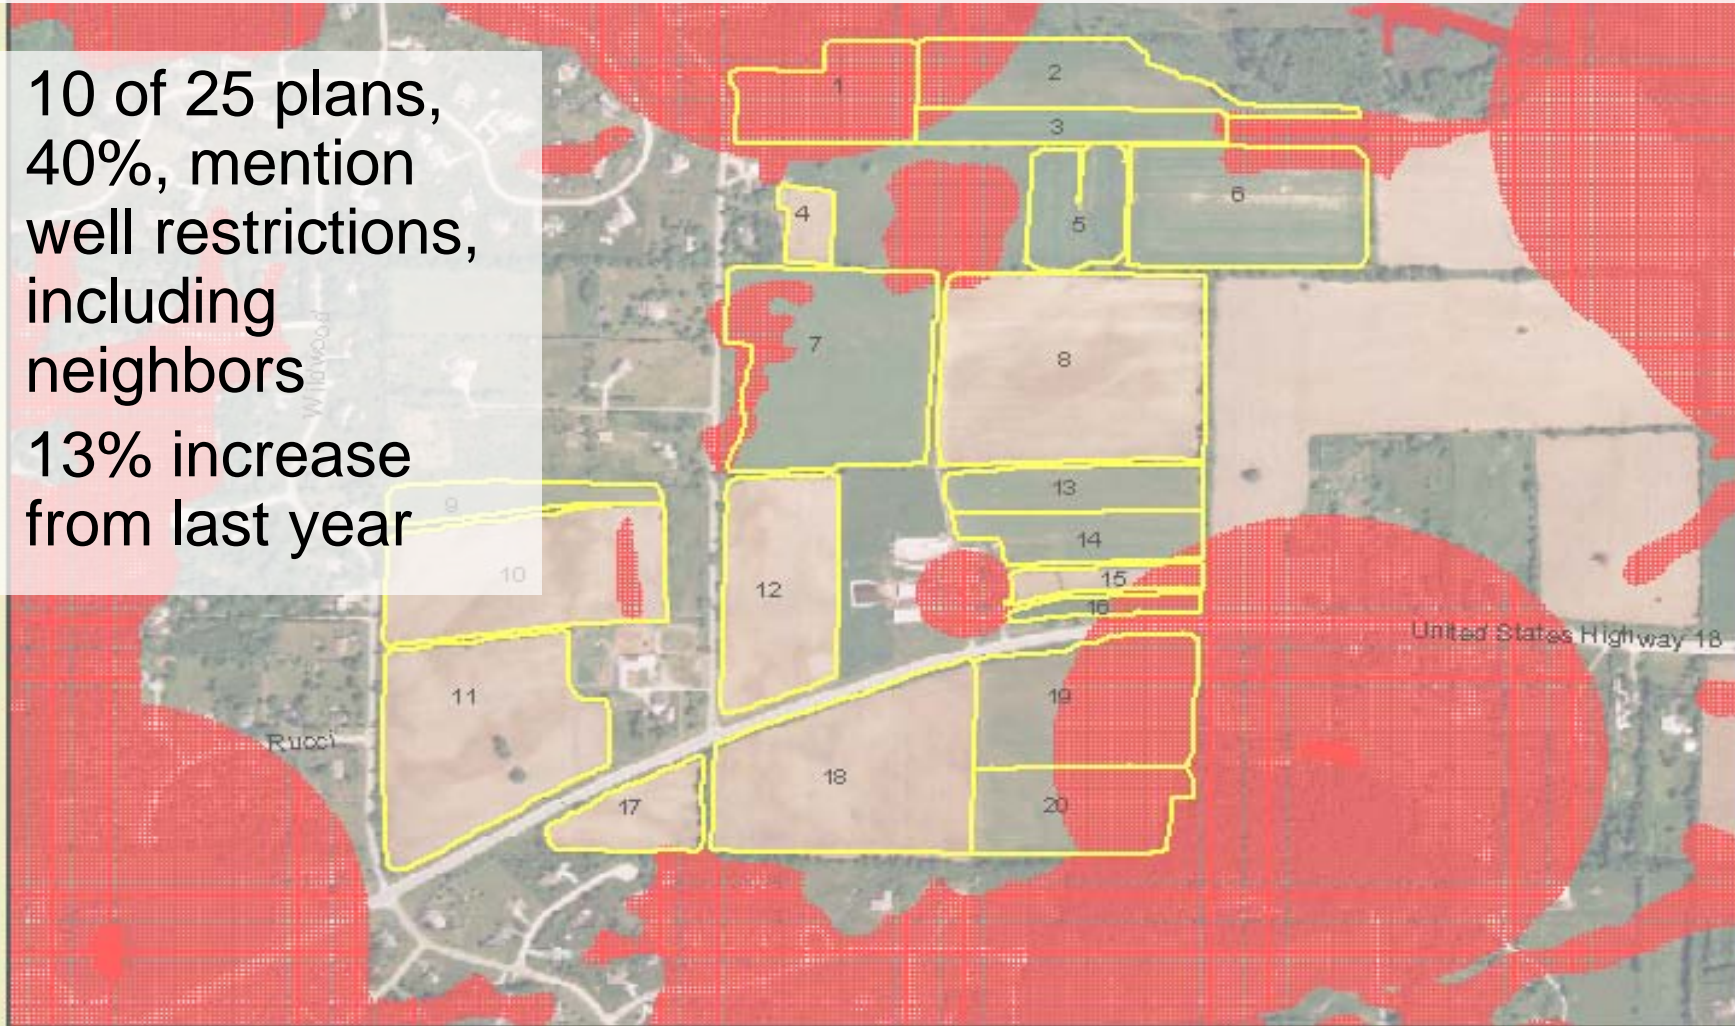 10 of 25 plans,
40%, mention
well restrictions,
including
neighbors
13% increase
from last year
Wildwood
1
2
3
4
5
6
7
8
9
10
11
12
13
14
15
16
17
18
19
20
United States Highway 18
Rucci